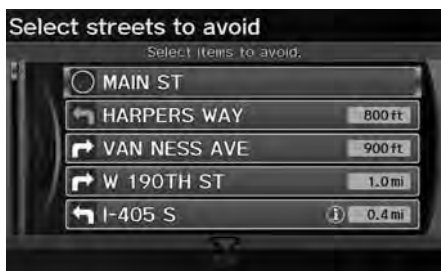 Select streets to avoid
Select items to avoid.
MAIN ST
HARPERS WAY 800 ft
VAN NESS AVE 900 ft
W 190TH ST 1.0 mi
I-405 S i 0.4 mi